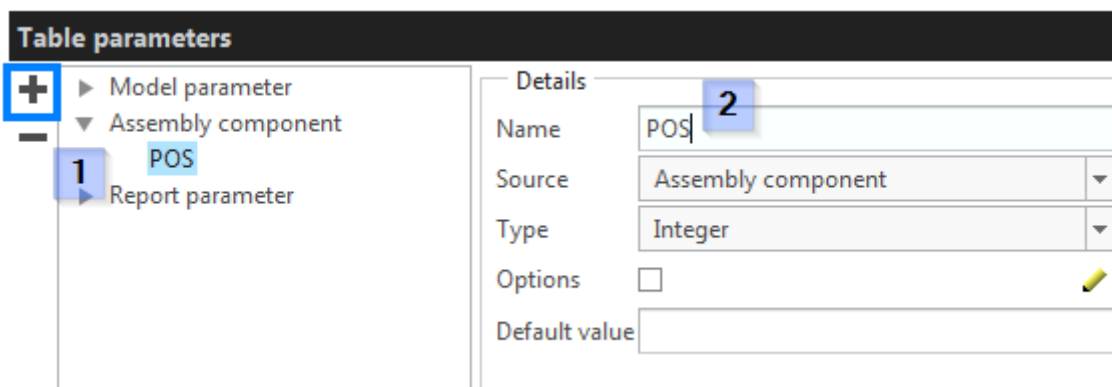 Table parameters
Model parameter
Assembly component
POS
1
Report parameter
Details
2
Name POS
Source Assembly component
Type Integer
Options
Default value